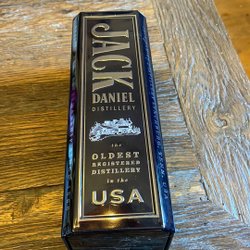 JACK
DANIEL
DISTILLERY
the
OLDEST
REGISTERED
DISTILLERY
in the
USA